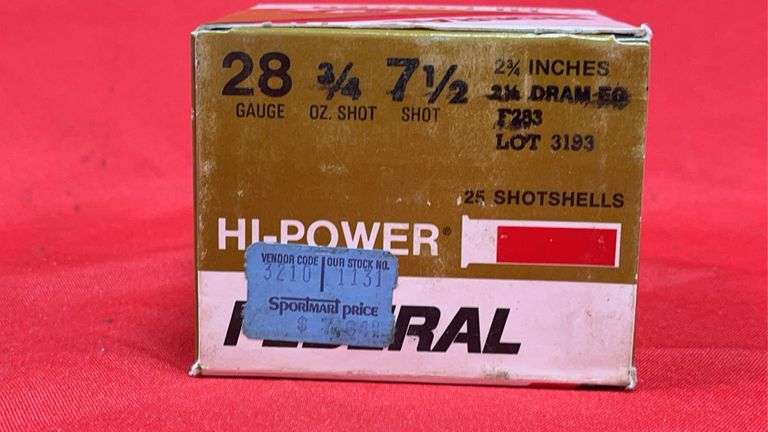 28 3/4 7 1/2 2 3/4 INCHES
GAUGE OZ. SHOT SHOT 2 1/4 DRAM EQ
F283
LOT 3193
25 SHOTSHELLS
HI-POWER®
VENDOR CODE OUR STOCK NO.
3210 1131
Sportmart price
$
FEDERAL